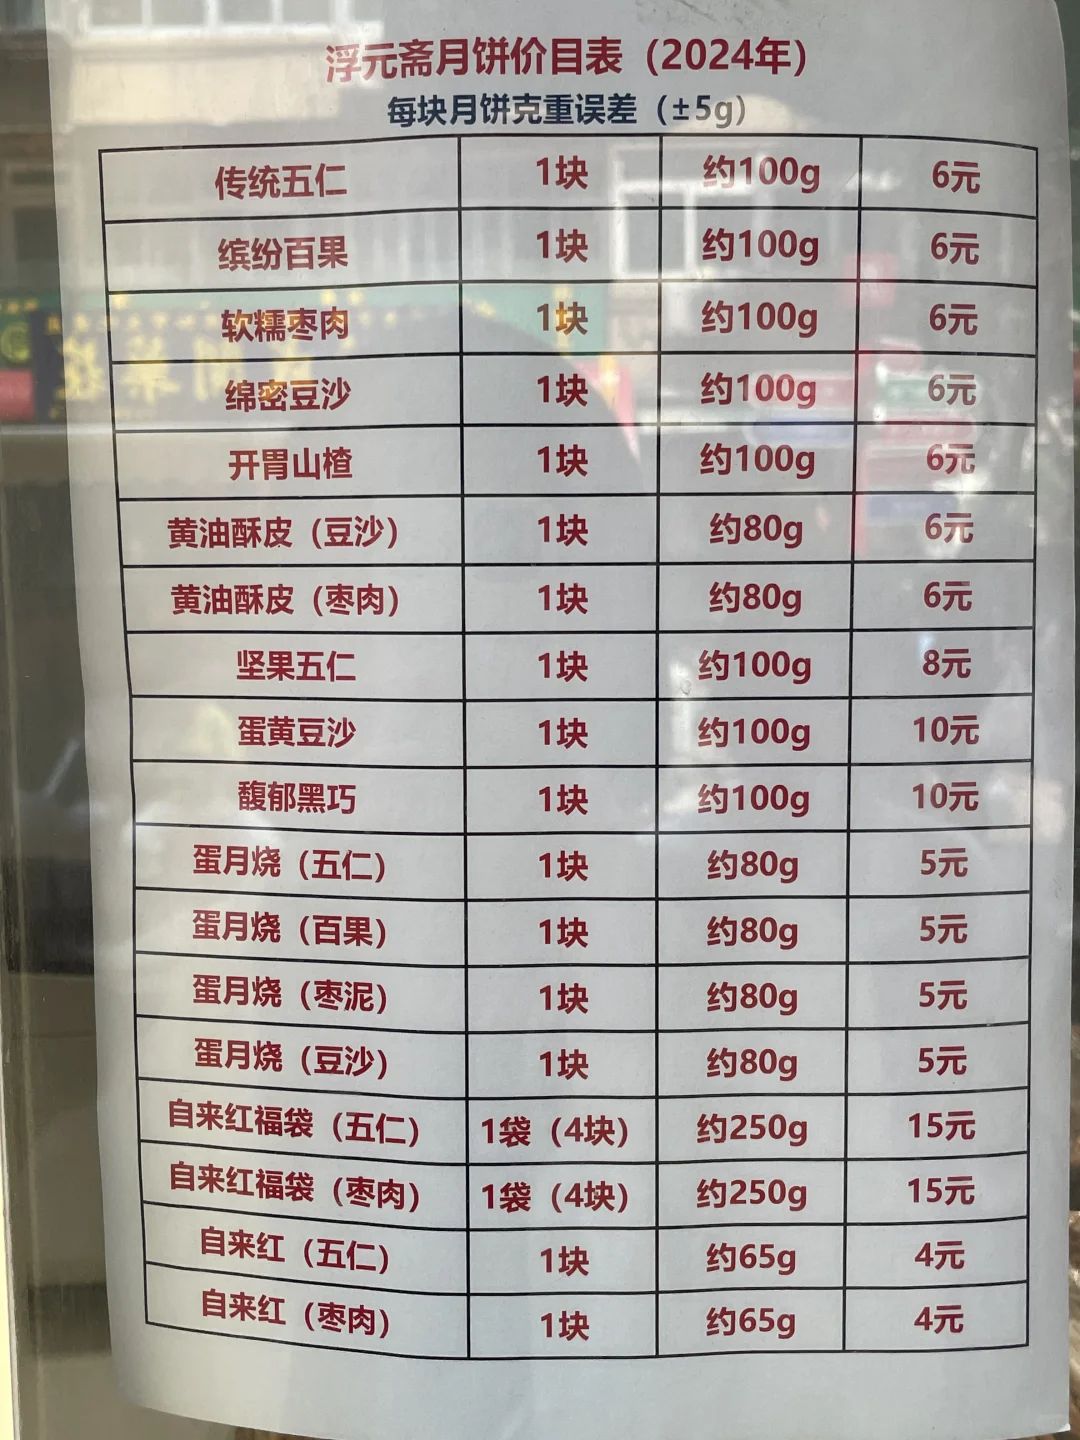 浮元斋月饼价目表（2024年）
每块月饼克重误差（±5g）
传统五仁 1块 约100g 6元
缤纷百果 1块 约100g 6元
软糯枣肉 1块 约100g 6元
绵密豆沙 1块 约100g 6元
开胃山楂 1块 约100g 6元
黄油酥皮（豆沙） 1块 约80g 6元
黄油酥皮（枣肉） 1块 约80g 6元
坚果五仁 1块 约100g 8元
蛋黄豆沙 1块 约100g 10元
馥郁黑巧 1块 约100g 10元
蛋月烧（五仁） 1块 约80g 5元
蛋月烧（百果） 1块 约80g 5元
蛋月烧（枣泥） 1块 约80g 5元
蛋月烧（豆沙） 1块 约80g 5元
自来红福袋（五仁） 1袋（4块） 约250g 15元
自来红福袋（枣肉） 1袋（4块） 约250g 15元
自来红（五仁） 1块 约65g 4元
自来红（枣肉） 1块 约65g 4元